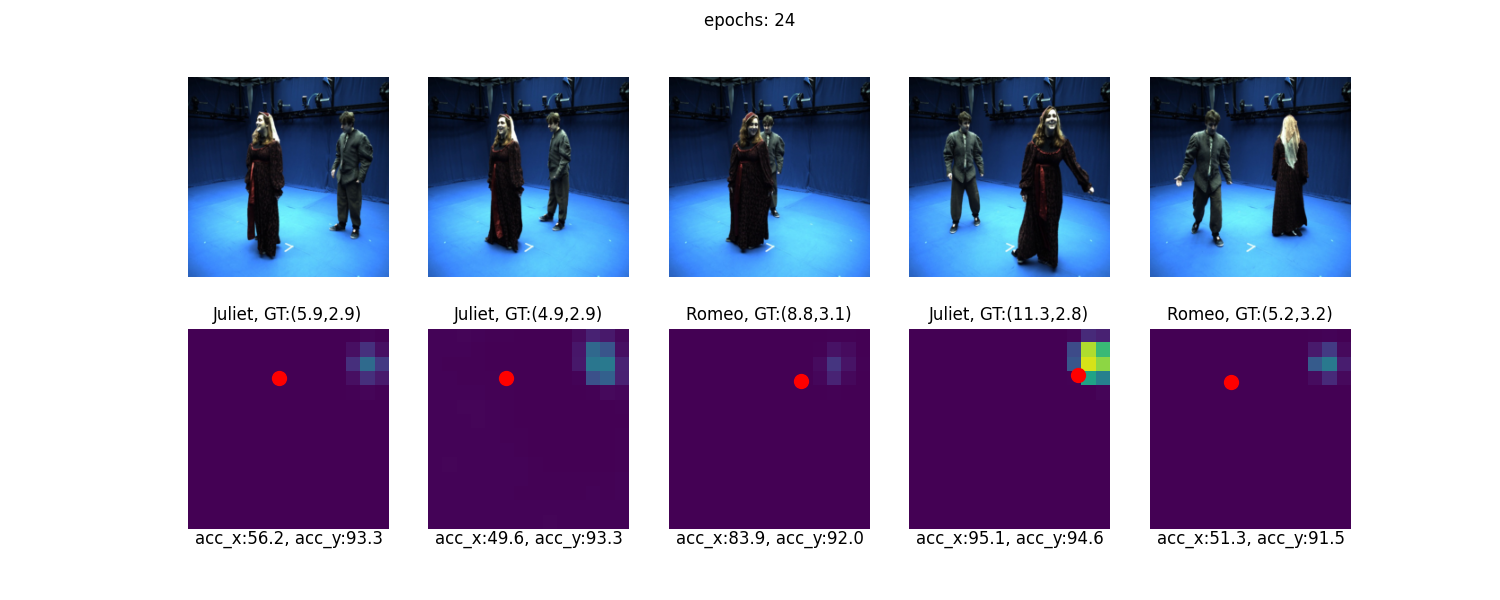 epochs: 24
Juliet, GT:(5.9,2.9)
Juliet, GT:(4.9,2.9)
Romeo, GT:(8.8,3.1)
Juliet, GT:(11.3,2.8)
Romeo, GT:(5.2,3.2)
acc_x:56.2, acc_y:93.3
acc_x:49.6, acc_y:93.3
acc_x:83.9, acc_y:92.0
acc_x:95.1, acc_y:94.6
acc_x:51.3, acc_y:91.5